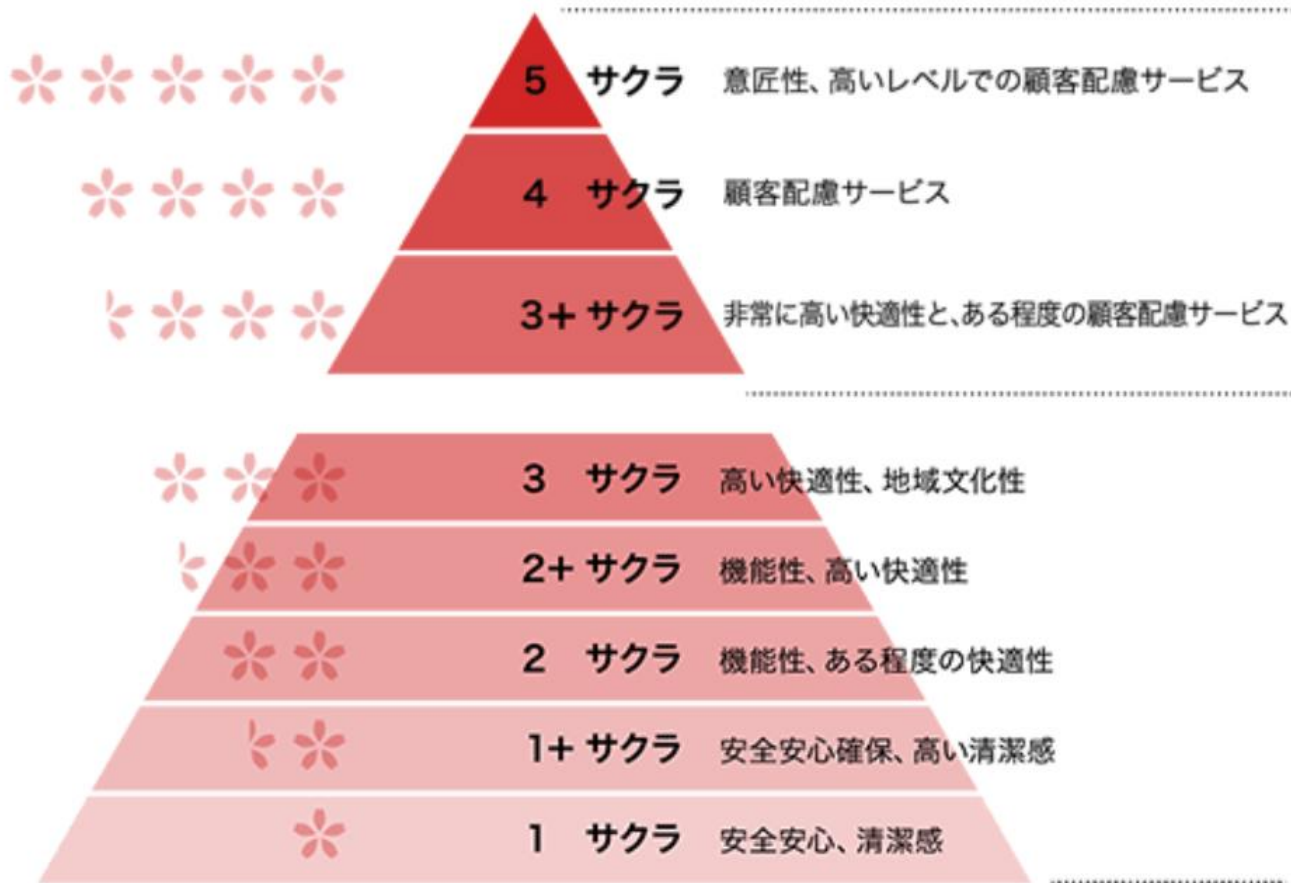 5 サクラ 意匠性、高いレベルでの顧客配慮サービス
4 サクラ 顧客配慮サービス
3+ サクラ 非常に高い快適性と、ある程度の顧客配慮サービス
3 サクラ 高い快適性、地域文化性
2+ サクラ 機能性、高い快適性
2 サクラ 機能性、ある程度の快適性
1+ サクラ 安全安心確保、高い清潔感
1 サクラ 安全安心、清潔感